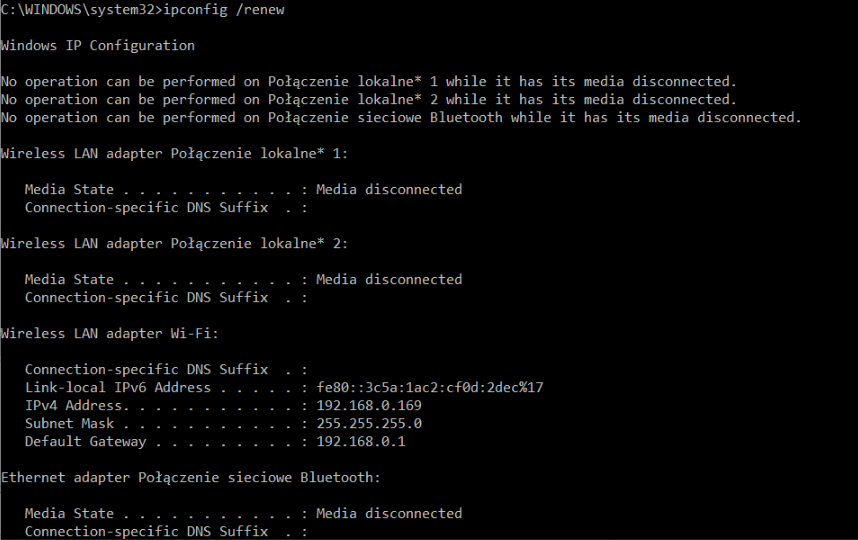 C:\WINDOWS\system32>ipconfig /renew
Windows IP Configuration
No operation can be performed on Połączenie lokalne* 1 while it has its media disconnected.
No operation can be performed on Połączenie lokalne* 2 while it has its media disconnected.
No operation can be performed on Połączenie sieciowe Bluetooth while it has its media disconnected.
Wireless LAN adapter Połączenie lokalne* 1:
Media State . . . . . . . . . . . : Media disconnected
Connection-specific DNS Suffix  . :
Wireless LAN adapter Połączenie lokalne* 2:
Media State . . . . . . . . . . . : Media disconnected
Connection-specific DNS Suffix  . :
Wireless LAN adapter Wi-Fi:
Connection-specific DNS Suffix  . :
Link-local IPv6 Address . . . . . : fe80::3c5a:1ac2:cf0d:2dec%17
IPv4 Address. . . . . . . . . . . : 192.168.0.169
Subnet Mask . . . . . . . . . . . : 255.255.255.0
Default Gateway . . . . . . . . . : 192.168.0.1
Ethernet adapter Połączenie sieciowe Bluetooth:
Media State . . . . . . . . . . . : Media disconnected
Connection-specific DNS Suffix  . :